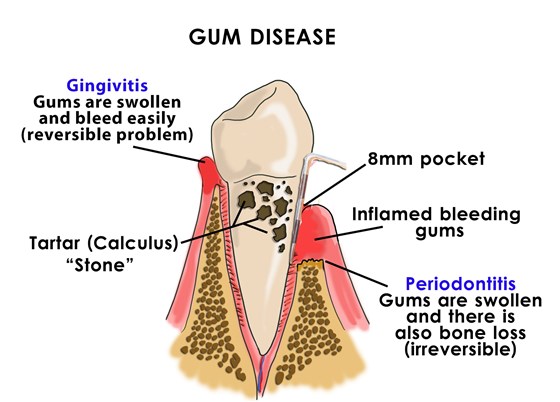 GUM DISEASE
Gingivitis
Gums are swollen
and bleed easily
(reversible problem)
8mm pocket
Inflamed bleeding
gums
Tartar (Calculus)
“Stone”
Periodontitis
Gums are swollen
and there is
also bone loss
(irreversible)